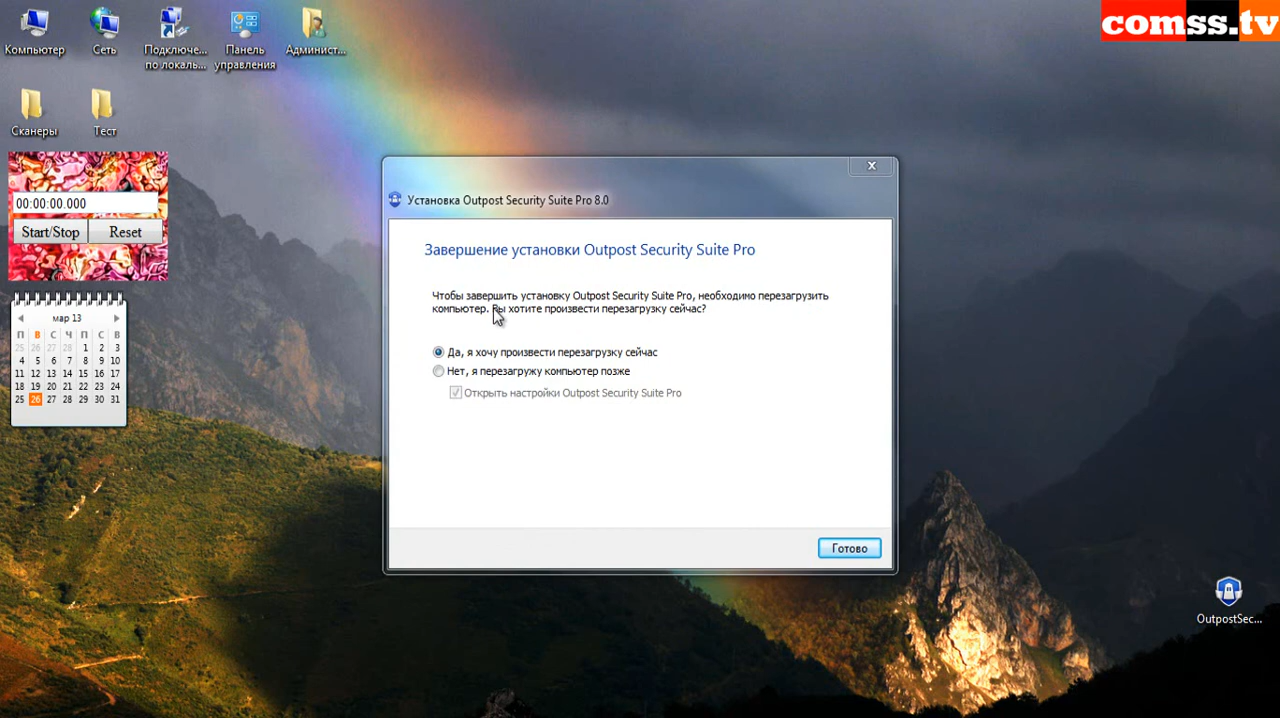 comss.tv
Компьютер
Сеть
Подключе...
по локаль...
Панель
управления
Админист...
Сканеры
Тест
00:00:00.000
Start/Stop
Reset
мар 13
П В С Ч П С В
25 26 27 28 1 2 3
4 5 6 7 8 9 10
11 12 13 14 15 16 17
18 19 20 21 22 23 24
25 26 27 28 29 30 31
Установка Outpost Security Suite Pro 8.0
Завершение установки Outpost Security Suite Pro
Чтобы завершить установку Outpost Security Suite Pro, необходимо перезагрузить
компьютер. Вы хотите произвести перезагрузку сейчас?
Да, я хочу произвести перезагрузку сейчас
Нет, я перезагружу компьютер позже
Открыть настройки Outpost Security Suite Pro
Готово
OutpostSec...